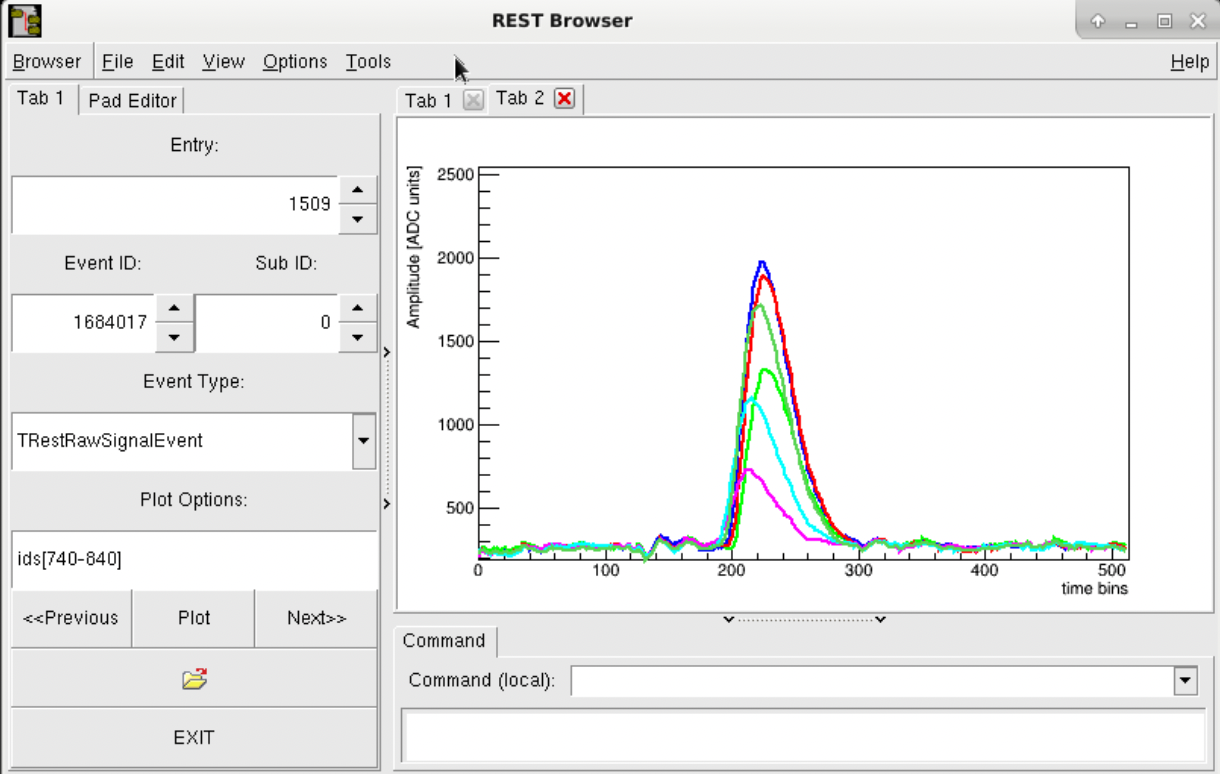 REST Browser
Browser File Edit View Options Tools Help
Tab 1 Pad Editor
Entry:
1509
Event ID: Sub ID:
1684017 0
Event Type:
TRestRawSignalEvent
Plot Options:
ids[740-840]
<<Previous Plot Next>>
EXIT
Tab 1 Tab 2
Amplitude [ADC units]
2500
2000
1500
1000
500
0 100 200 300 400 500
time bins
Command
Command (local):